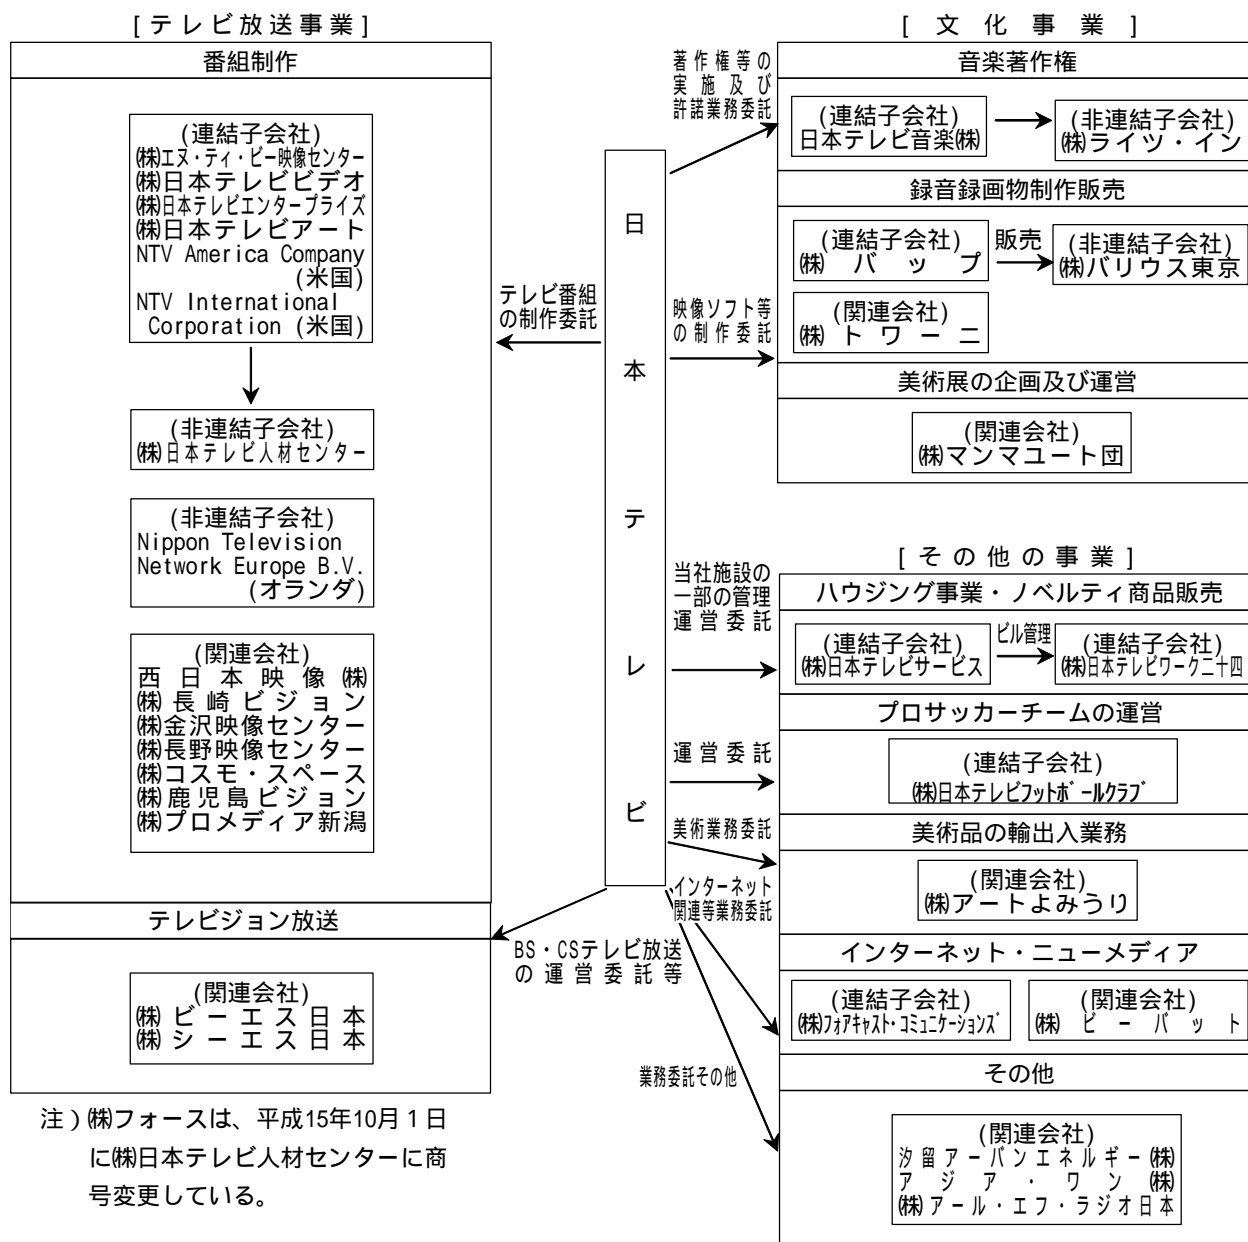 [テレビ放送事業]
番組制作
(連結子会社)
㈱エヌ・ティ・ビー映像センター
㈱日本テレビビデオ
㈱日本テレビエンタープライズ
㈱日本テレビアート
NTV America Company
(米国)
NTV International
Corporation (米国)
(非連結子会社)
㈱日本テレビ人材センター
(非連結子会社)
Nippon Television
Network Europe B.V.
(オランダ)
(関連会社)
西日本映像㈱
㈱長崎ビジョン
㈱金沢映像センター
㈱長野映像センター
㈱コスモ・スペース
㈱鹿児島ビジョン
㈱プロメディア新潟
テレビジョン放送
(関連会社)
㈱ビーエス日本
㈱シーエス日本
注)㈱フォースは、平成15年10月1日
に㈱日本テレビ人材センターに商
号変更している。
テレビ番組
の制作委託
日本テレビ
BS・CSテレビ放送
の運営委託等
著作権等の
実施及び
許諾業務委託
映像ソフト等
の制作委託
当社施設の
一部の管理
運営委託
運営委託
美術業務委託
インターネット
関連等業務委託
業務委託その他
[文化事業]
音楽著作権
(連結子会社)
日本テレビ音楽㈱
(非連結子会社)
㈱ライツ・イン
録音録画物制作販売
(連結子会社)
㈱バップ
販売
(非連結子会社)
㈱バリウス東京
(関連会社)
㈱トワーニ
美術展の企画及び運営
(関連会社)
㈱マンマユート団
[その他の事業]
ハウジング事業・ノベルティ商品販売
(連結子会社)
㈱日本テレビサービス
ビル管理
(連結子会社)
㈱日本テレビワーク二十四
プロサッカーチームの運営
(連結子会社)
㈱日本テレビフットボールクラブ
美術品の輸出入業務
(関連会社)
㈱アートよみうり
インターネット・ニューメディア
(連結子会社)
㈱フォアキャスト・コミュニケーションズ
(関連会社)
㈱ビーバット
その他
(関連会社)
汐留アーバンエネルギー㈱
アジア・ワン㈱
㈱アール・エフ・ラジオ日本